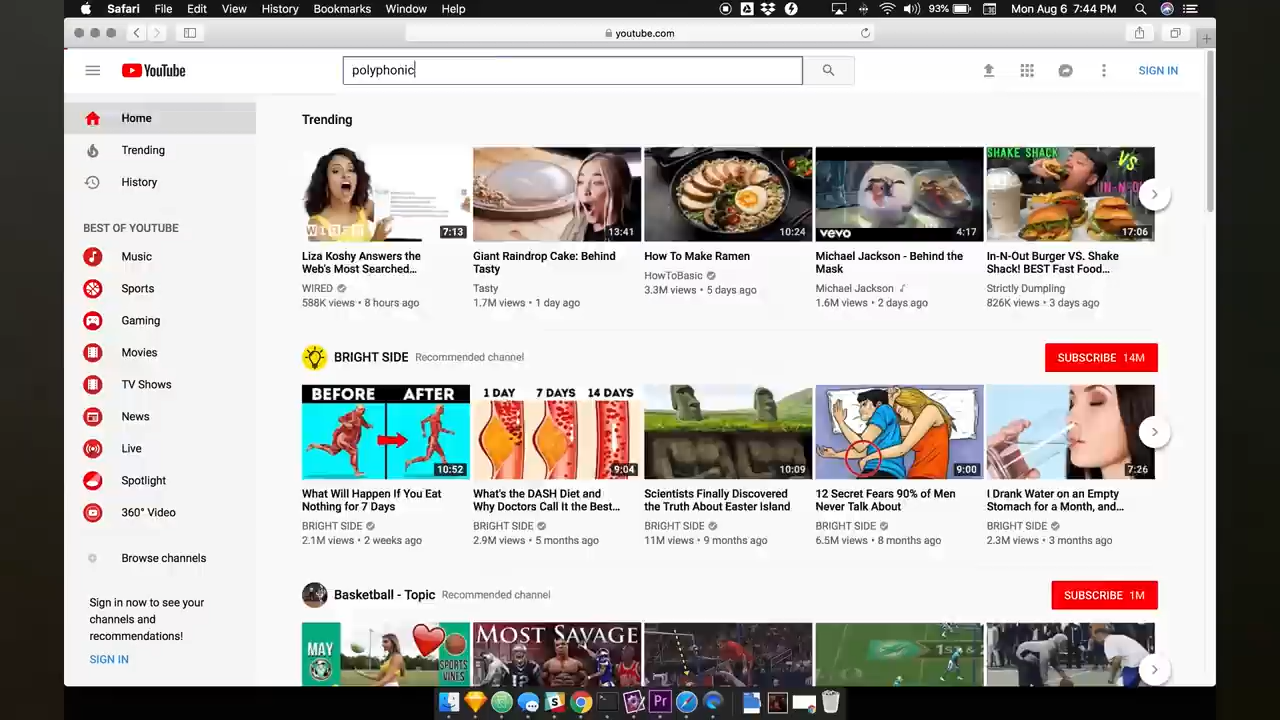 Safari File Edit View History Bookmarks Window Help 93% Mon Aug 6 7:44 PM
youtube.com
YouTube polyphonic SIGN IN
Home
Trending
History
BEST OF YOUTUBE
Music
Sports
Gaming
Movies
TV Shows
News
Live
Spotlight
360° Video
Browse channels
Sign in now to see your
channels and
recommendations!
SIGN IN
Trending
WIRED
7:13
13:41
10:24
vevo
4:17
SHAKE SHACK
VS
17:06
Liza Koshy Answers the
Web's Most Searched...
WIRED
588K views • 8 hours ago
Giant Raindrop Cake: Behind
Tasty
Tasty
1.7M views • 1 day ago
How To Make Ramen
HowToBasic
3.3M views • 5 days ago
Michael Jackson - Behind the
Mask
Michael Jackson
1.6M views • 2 days ago
In-N-Out Burger VS. Shake
Shack! BEST Fast Food...
Strictly Dumpling
826K views • 3 days ago
BRIGHT SIDE Recommended channel
SUBSCRIBE 14M
BEFORE AFTER
10:52
1 DAY 7 DAYS 14 DAYS
9:04
10:09
9:00
7:26
What Will Happen If You Eat
Nothing for 7 Days
BRIGHT SIDE
2.1M views • 2 weeks ago
What's the DASH Diet and
Why Doctors Call It the Best...
BRIGHT SIDE
2.9M views • 5 months ago
Scientists Finally Discovered
the Truth About Easter Island
BRIGHT SIDE
11M views • 9 months ago
12 Secret Fears 90% of Men
Never Talk About
BRIGHT SIDE
6.5M views • 8 months ago
I Drank Water on an Empty
Stomach for a Month, and...
BRIGHT SIDE
2.3M views • 3 months ago
Basketball - Topic Recommended channel
SUBSCRIBE 1M
MAY
SPORTS
VINES
MOST SAVAGE
1st &
Pr